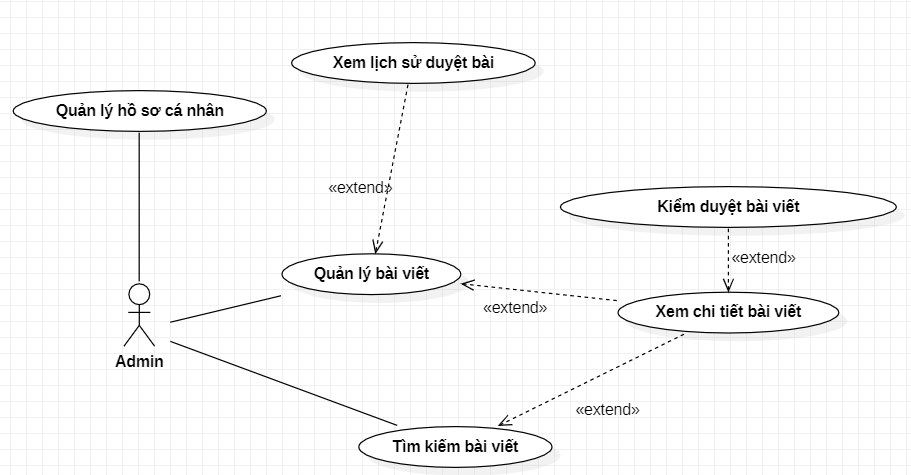 Xem lịch sử duyệt bài
Quản lý hồ sơ cá nhân
«extend»
Kiểm duyệt bài viết
«extend»
Quản lý bài viết
«extend»
Xem chi tiết bài viết
Admin
«extend»
Tìm kiếm bài viết